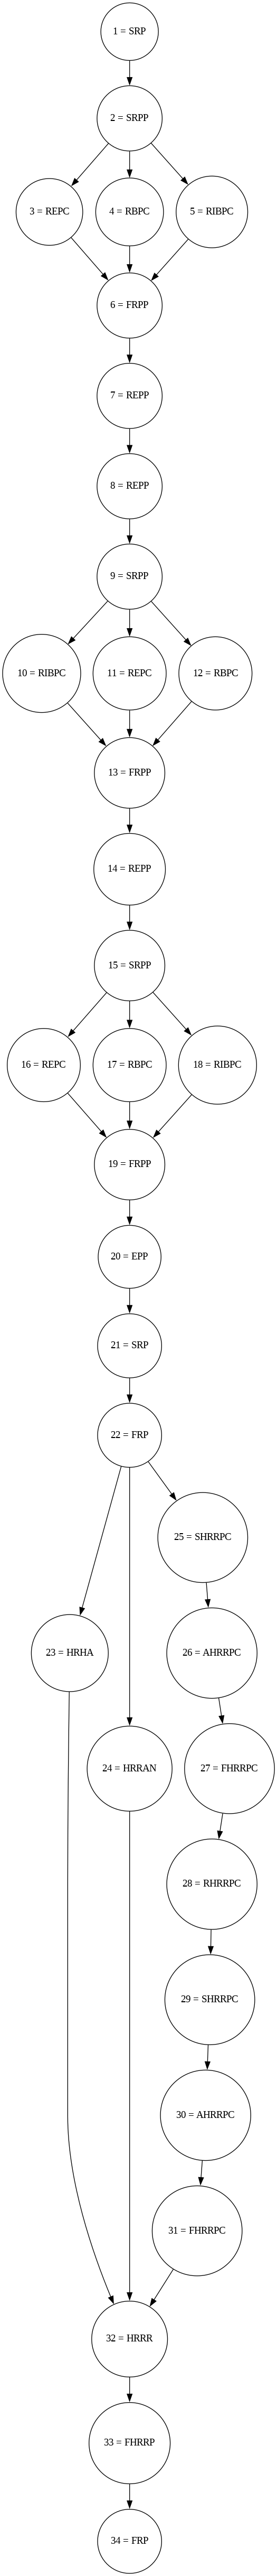 1 = SRP
2 = SRPP
3 = REPC
4 = RBPC
5 = RIBPC
6 = FRPP
7 = REPP
8 = REPP
9 = SRPP
10 = RIBPC
11 = REPC
12 = RBPC
13 = FRPP
14 = REPP
15 = SRPP
16 = REPC
17 = RBPC
18 = RIBPC
19 = FRPP
20 = EPP
21 = SRP
22 = FRP
25 = SHRRPC
23 = HRHA
26 = AHRRPC
24 = HRRAN
27 = FHRRPC
28 = RHRRPC
29 = SHRRPC
30 = AHRRPC
31 = FHRRPC
32 = HRRR
33 = FHRRP
34 = FRP